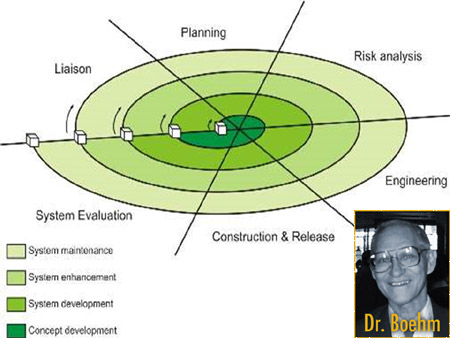 Planning
Liaison
Risk analysis
Engineering
System Evaluation
Construction & Release
System maintenance
System enhancement
System development
Concept development
Dr. Boehm